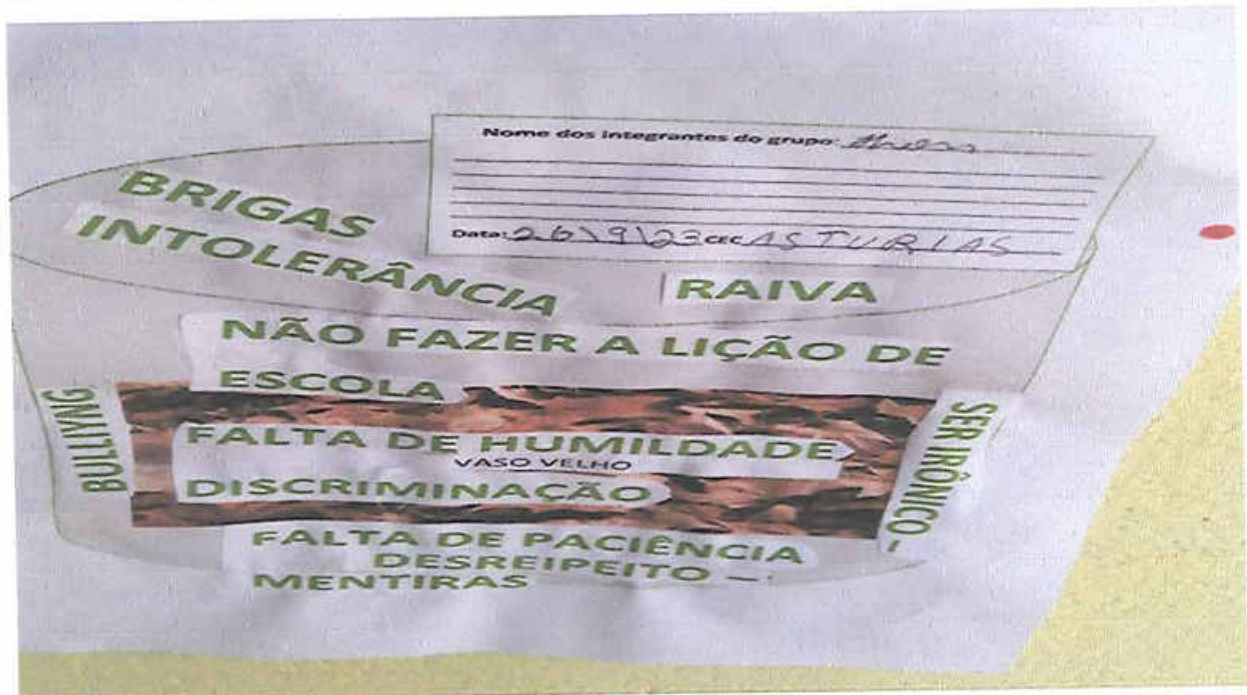 Nome dos integrantes do grupo:
Data: 26\9\23 CEC ASTURIAS
BRIGAS
INTOLERÂNCIA
RAIVA
NÃO FAZER A LIÇÃO DE
ESCOLA
BULLIYNG
FALTA DE HUMILDADE
VASO VELHO
DISCRIMINAÇÃO
SER IRÔNICO-
FALTA DE PACIÊNCIA
DESREIPEITO –
MENTIRAS